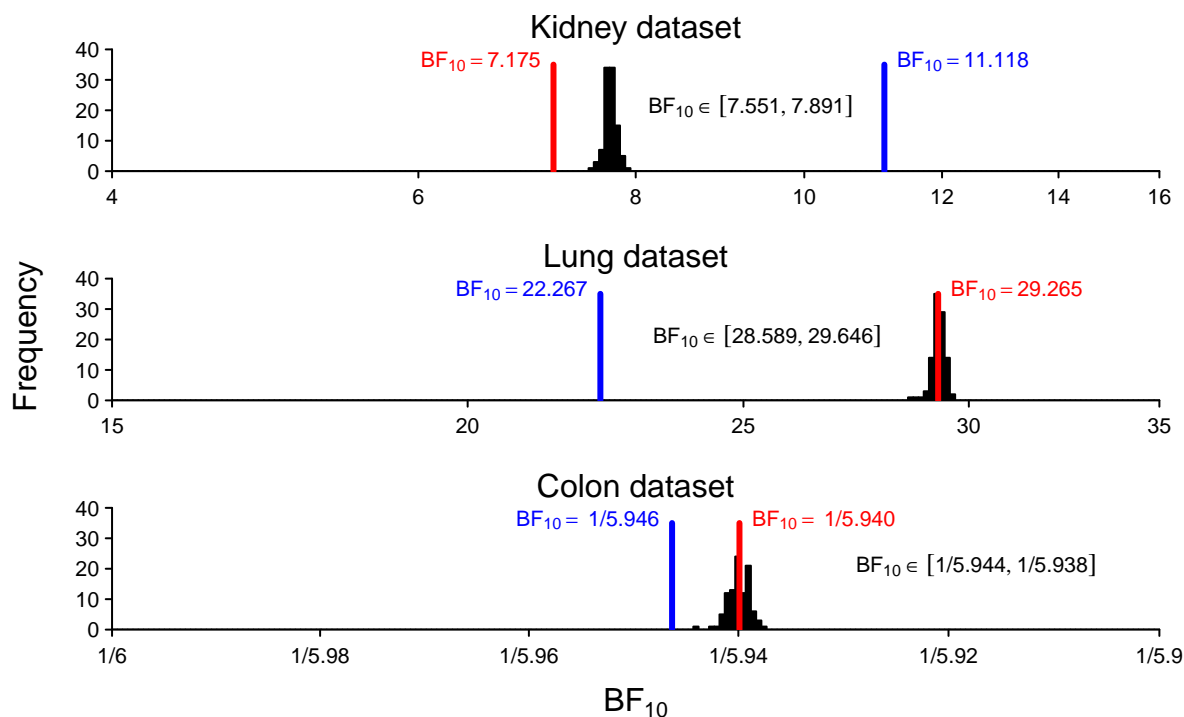 Kidney dataset
40
30
20
10
0
BF₁₀ = 7.175
BF₁₀ = 11.118
BF₁₀ ∈ [7.551, 7.891]
4 6 8 10 12 14 16
Lung dataset
40
30
20
10
0
BF₁₀ = 22.267
BF₁₀ = 29.265
BF₁₀ ∈ [28.589, 29.646]
15 20 25 30 35
Frequency
Colon dataset
40
30
20
10
0
BF₁₀ = 1/5.946
BF₁₀ = 1/5.940
BF₁₀ ∈ [1/5.944, 1/5.938]
1/6 1/5.98 1/5.96 1/5.94 1/5.92 1/5.9
BF₁₀